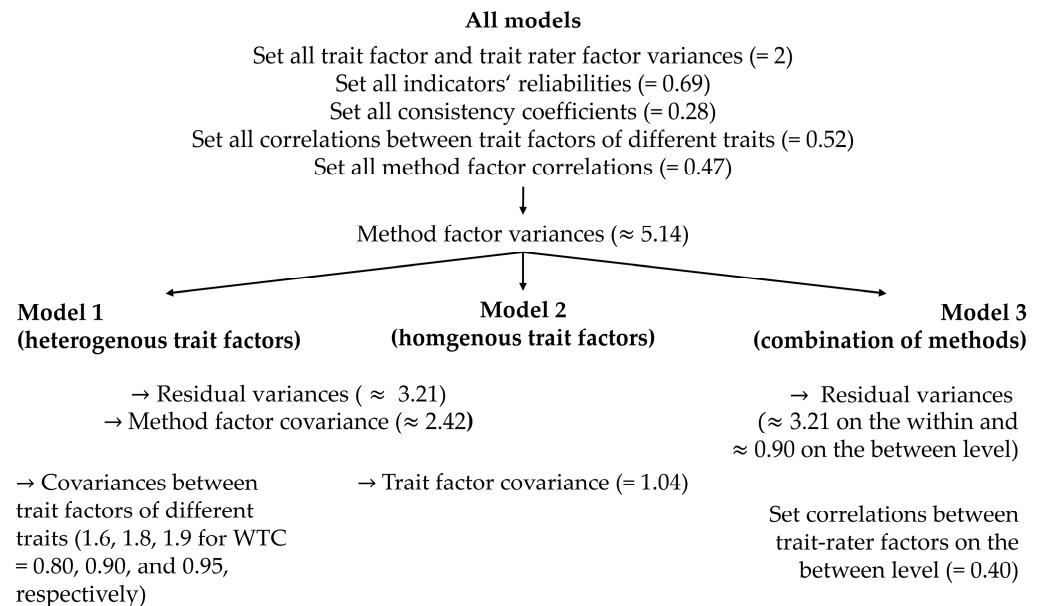 All models
Set all trait factor and trait rater factor variances (= 2)
Set all indicators‘ reliabilities (= 0.69)
Set all consistency coefficients (= 0.28)
Set all correlations between trait factors of different traits (= 0.52)
Set all method factor correlations (= 0.47)
Method factor variances (≈ 5.14)
Model 1
(heterogenous trait factors)
Model 2
(homgenous trait factors)
Model 3
(combination of methods)
→ Residual variances ( ≈ 3.21)
→ Method factor covariance (≈ 2.42)
→ Residual variances
(≈ 3.21 on the within and
≈ 0.90 on the between level)
→ Covariances between
trait factors of different
traits (1.6, 1.8, 1.9 for WTC
= 0.80, 0.90, and 0.95,
respectively)
→ Trait factor covariance (= 1.04)
Set correlations between
trait-rater factors on the
between level (= 0.40)